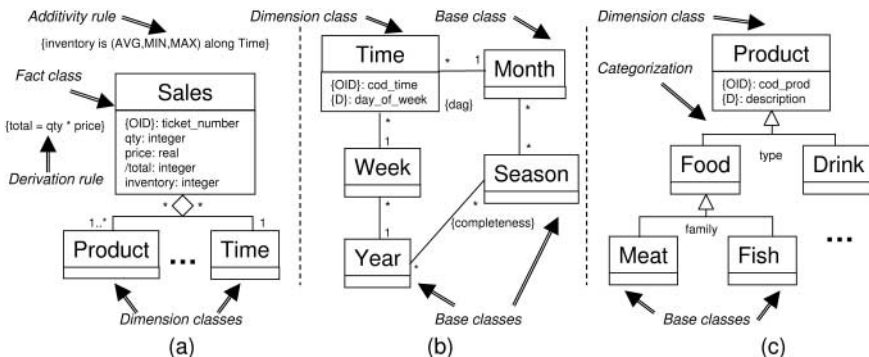 Additivity rule
{inventory is (AVG,MIN,MAX) along Time}
Fact class
Sales
{OID}: ticket_number
qty: integer
price: real
/total: integer
inventory: integer
{total = qty * price}
Derivation rule
* *
1..* 1
Product ... Time
Dimension classes
(a)
Dimension class
Base class
Time
{OID}: cod_time
{D}: day_of_week
* 1
Month
{dag}
*
*
1
*
Week
Season
*
*
{completeness}
1
Year
*
Base classes
(b)
Dimension class
Product
{OID}: cod_prod
{D}: description
Categorization
type
Food
Drink
family
Meat
Fish
...
Base classes
(c)